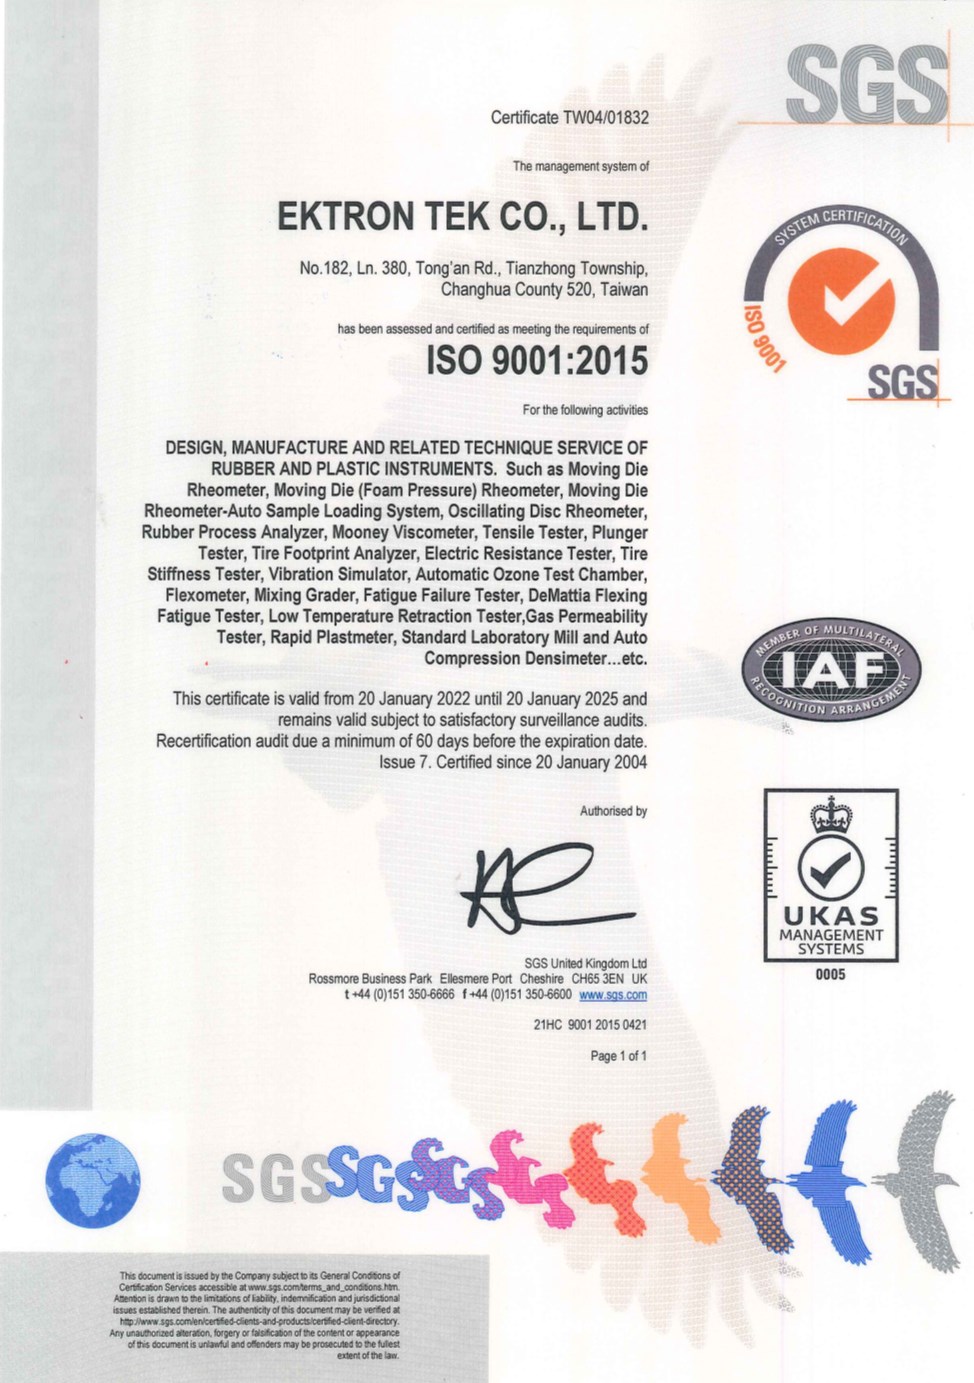 SGS
Certificate TW04/01832
The management system of
EKTRON TEK CO., LTD.
No.182, Ln. 380, Tong'an Rd., Tianzhong Township,
Changhua County 520, Taiwan
has been assessed and certified as meeting the requirements of
ISO 9001:2015
For the following activities
DESIGN, MANUFACTURE AND RELATED TECHNIQUE SERVICE OF
RUBBER AND PLASTIC INSTRUMENTS. Such as Moving Die
Rheometer, Moving Die (Foam Pressure) Rheometer, Moving Die
Rheometer-Auto Sample Loading System, Oscillating Disc Rheometer,
Rubber Process Analyzer, Mooney Viscometer, Tensile Tester, Plunger
Tester, Tire Footprint Analyzer, Electric Resistance Tester, Tire
Stiffness Tester, Vibration Simulator, Automatic Ozone Test Chamber,
Flexometer, Mixing Grader, Fatigue Failure Tester, DeMattia Flexing
Fatigue Tester, Low Temperature Retraction Tester,Gas Permeability
Tester, Rapid Plastmeter, Standard Laboratory Mill and Auto
Compression Densimeter...etc.
This certificate is valid from 20 January 2022 until 20 January 2025 and
remains valid subject to satisfactory surveillance audits.
Recertification audit due a minimum of 60 days before the expiration date.
Issue 7. Certified since 20 January 2004
Authorised by
SGS United Kingdom Ltd
Rossmore Business Park Ellesmere Port Cheshire CH65 3EN UK
t +44 (0)151 350-6666 f +44 (0)151 350-6600 www.sgs.com
21HC 9001 2015 0421
Page 1 of 1
SYSTEM CERTIFICATION
ISO 9001
SGS
MEMBER OF MULTILATERAL
IAF
RECOGNITION ARRANGEMENT
UKAS
MANAGEMENT
SYSTEMS
0005
SGS SGS SGS
This document is issued by the Company subject to its General Conditions of
Certification Services accessible at www.sgs.com/terms_and_conditions.htm.
Attention is drawn to the limitations of liability, indemnification and jurisdictional
issues established therein. The authenticity of this document may be verified at
http://www.sgs.com/en/certified-clients-and-products/certified-client-directory.
Any unauthorized alteration, forgery or falsification of the content or appearance
of this document is unlawful and offenders may be prosecuted to the fullest
extent of the law.